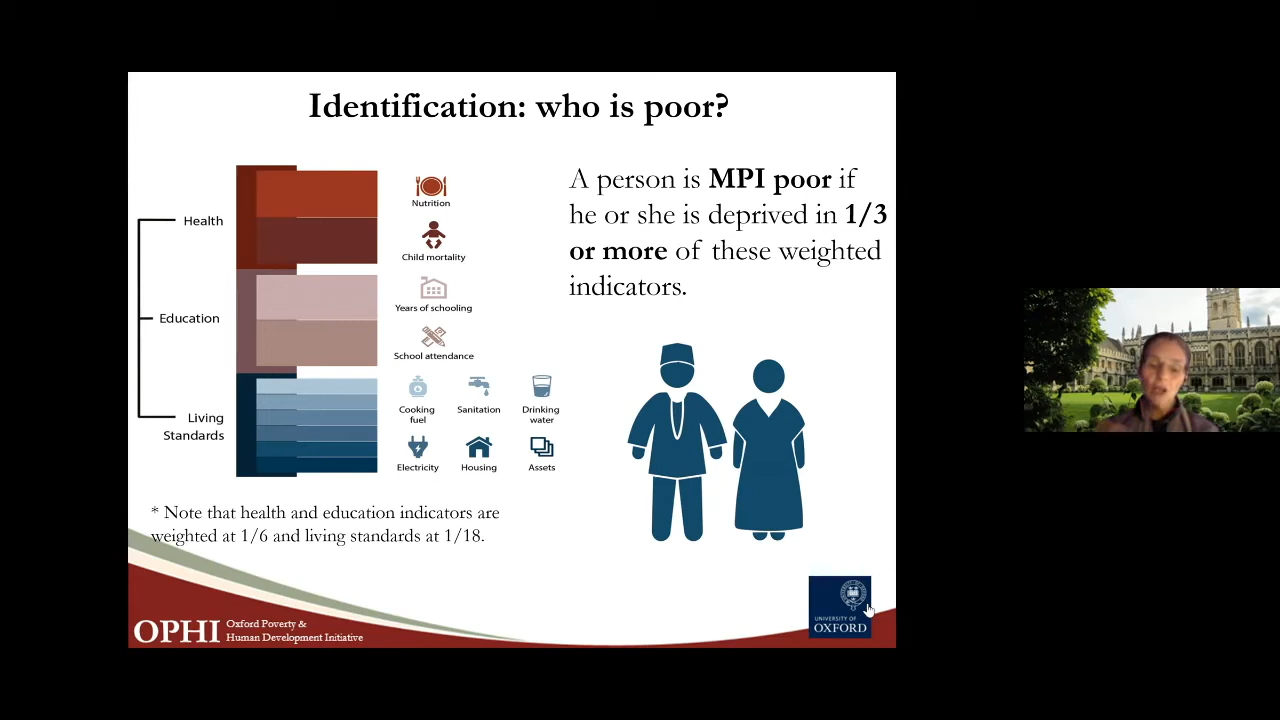 Identification: who is poor?
Health
Education
Living
Standards
Nutrition
Child mortality
Years of schooling
School attendance
Cooking
fuel
Sanitation
Drinking
water
Electricity
Housing
Assets
A person is MPI poor if
he or she is deprived in 1/3
or more of these weighted
indicators.
* Note that health and education indicators are
weighted at 1/6 and living standards at 1/18.
OPHI
Oxford Poverty &
Human Development Initiative
UNIVERSITY OF
OXFORD